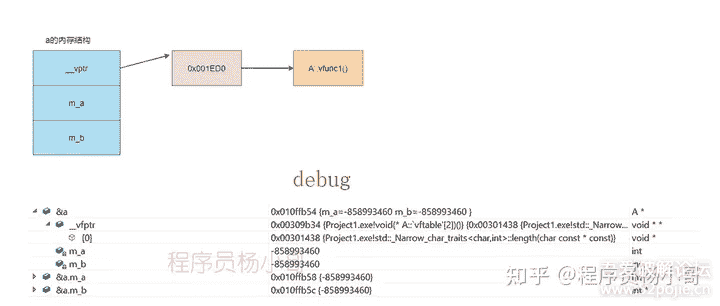 a的内存结构
__vptr
0x001ED0
A::vfunc1()
m_a
m_b
debug
&a 0x010ffb54 {m_a=-858993460 m_b=-858993460 } A *
__vfptr 0x00309b34 {Project1.exe!void(* A::`vftable'[2])()} {0x00301438 {Project1.exe!std::_Narrow... void * *
[0] 0x00301438 {Project1.exe!std::_Narrow_char_traits<char,int>::length(char const * const)} void *
m_a -858993460
m_b -858993460
&a.m_a 0x010ffb58 {-858993460}
&a.m_b 0x010ffb5c {-858993460}
程序员杨小哥
知乎 @程序员杨小哥
www.52pojie.cn